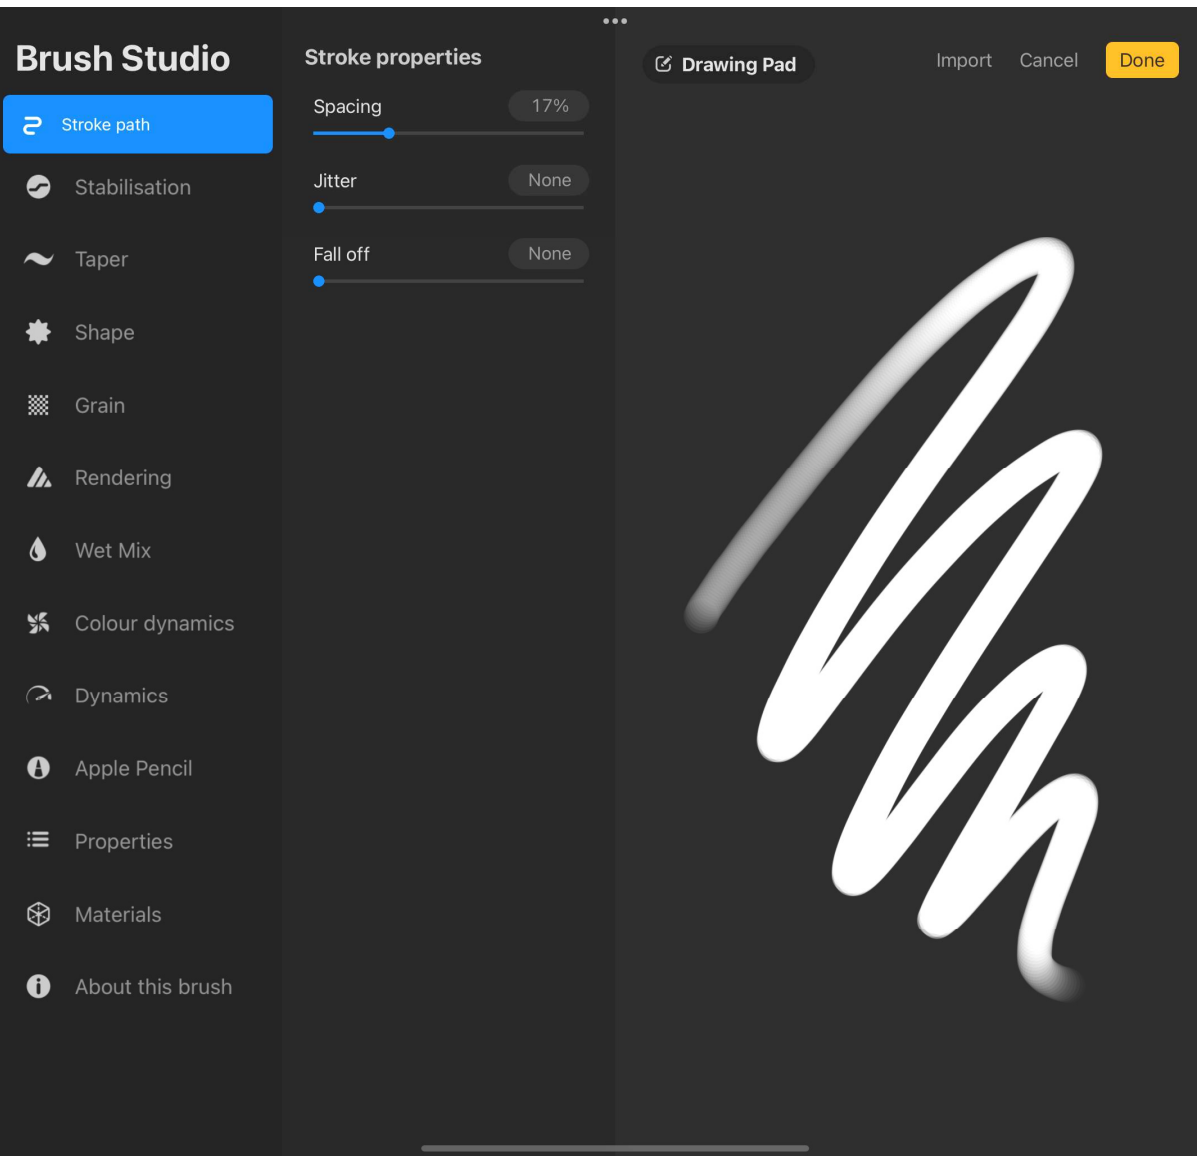 Brush Studio
Stroke path
Stabilisation
Taper
Shape
Grain
Rendering
Wet Mix
Colour dynamics
Dynamics
Apple Pencil
Properties
Materials
About this brush
Stroke properties
Spacing 17%
Jitter None
Fall off None
Drawing Pad
Import Cancel Done